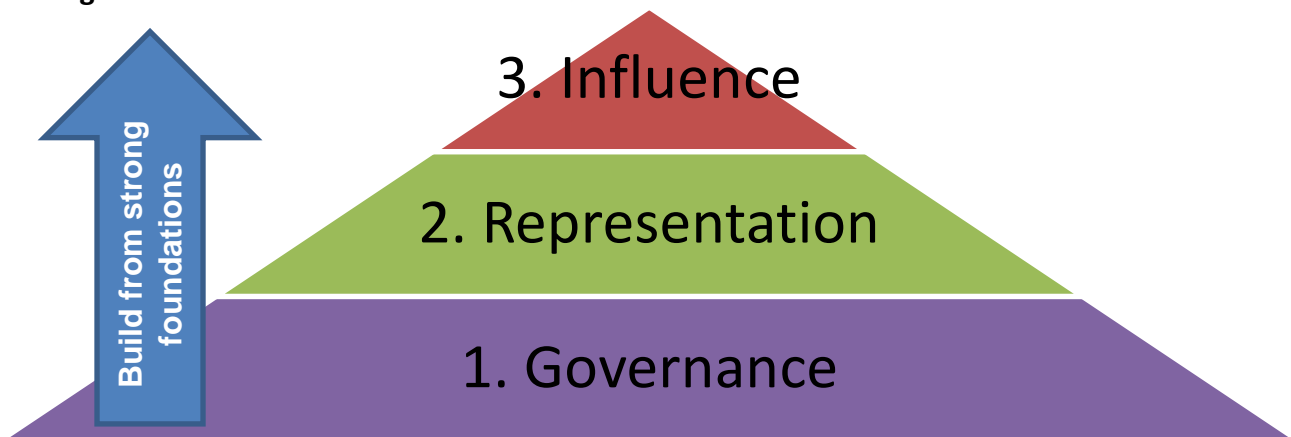 3. Influence
2. Representation
1. Governance
Build from strong
foundations